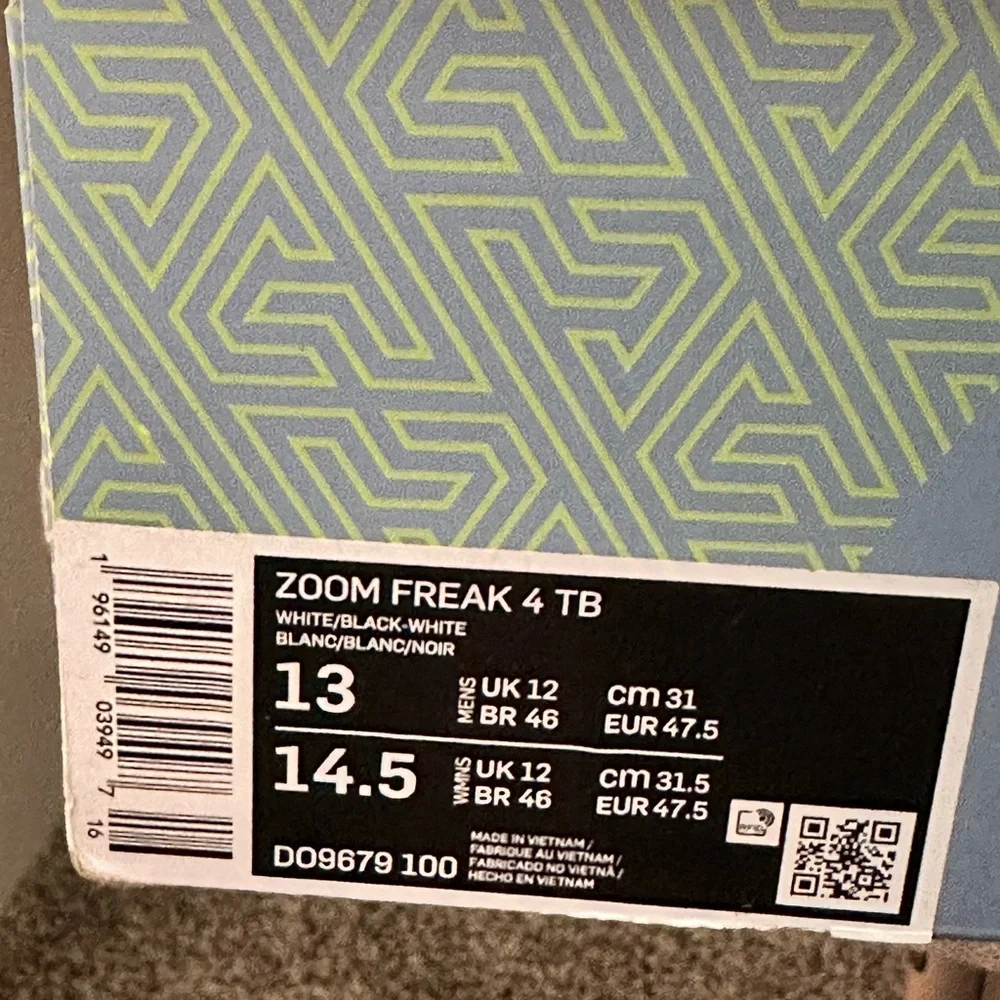 ZOOM FREAK 4 TB
WHITE/BLACK-WHITE
BLANC/BLANC/NOIR
13
MENS
UK 12
BR 46
cm 31
EUR 47.5
14.5
WMNS
UK 12
BR 46
cm 31.5
EUR 47.5
DO9679 100
MADE IN VIETNAM /
FABRIQUE AU VIETNAM /
FABRICADO NO VIETNÃ /
HECHO EN VIETNAM
1 96149 03949 7 16